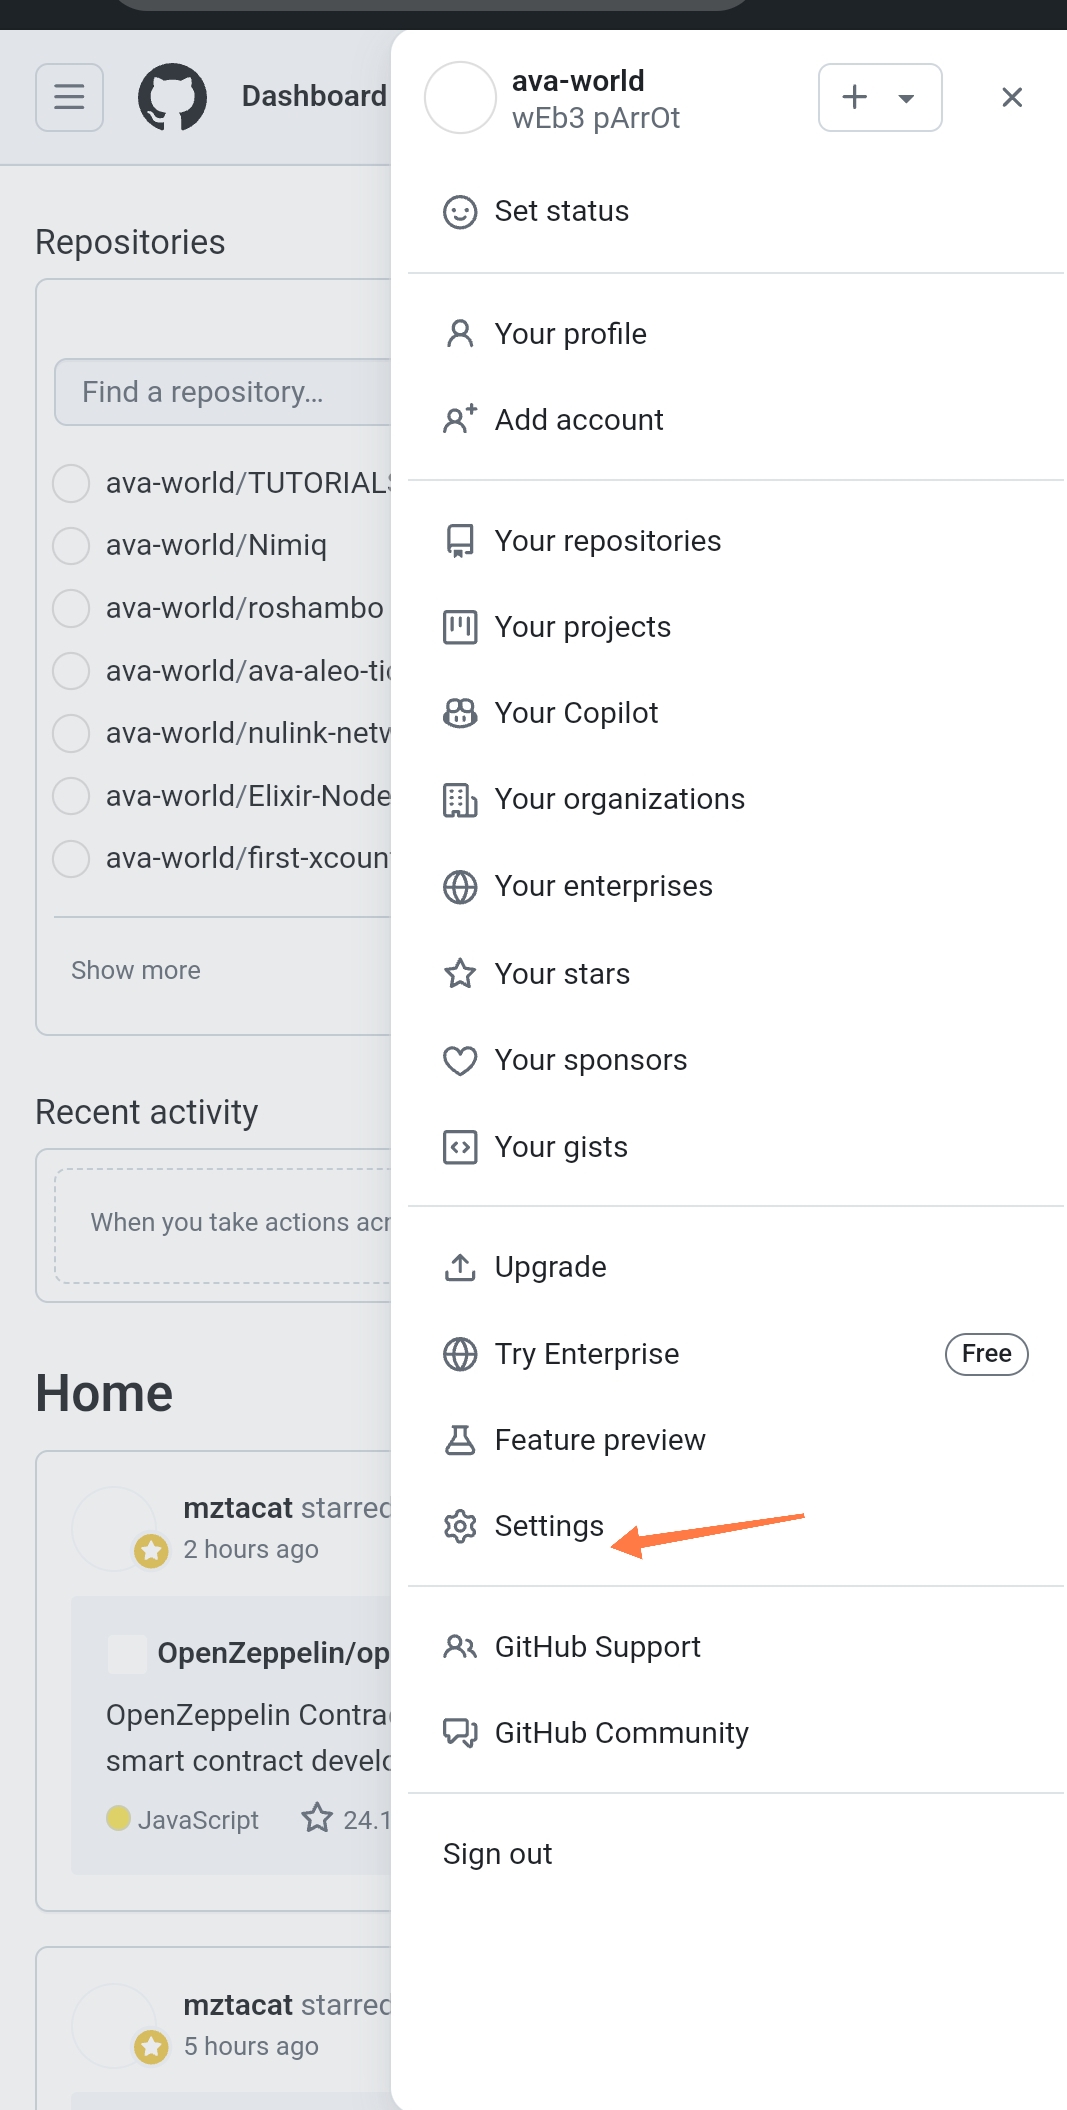 Dashboard
Repositories
Find a repository...
ava-world/TUTORIALS
ava-world/Nimiq
ava-world/roshambo
ava-world/ava-aleo-tic
ava-world/nulink-netw
ava-world/Elixir-Node
ava-world/first-xcoun
Show more
Recent activity
When you take actions acr
Home
mztacat starred
2 hours ago
OpenZeppelin/op
OpenZeppelin Contra
smart contract develo
JavaScript 24.1
mztacat starred
5 hours ago
ava-world
wEb3 pArrOt
Set status
Your profile
Add account
Your repositories
Your projects
Your Copilot
Your organizations
Your enterprises
Your stars
Your sponsors
Your gists
Upgrade
Try Enterprise Free
Feature preview
Settings
GitHub Support
GitHub Community
Sign out